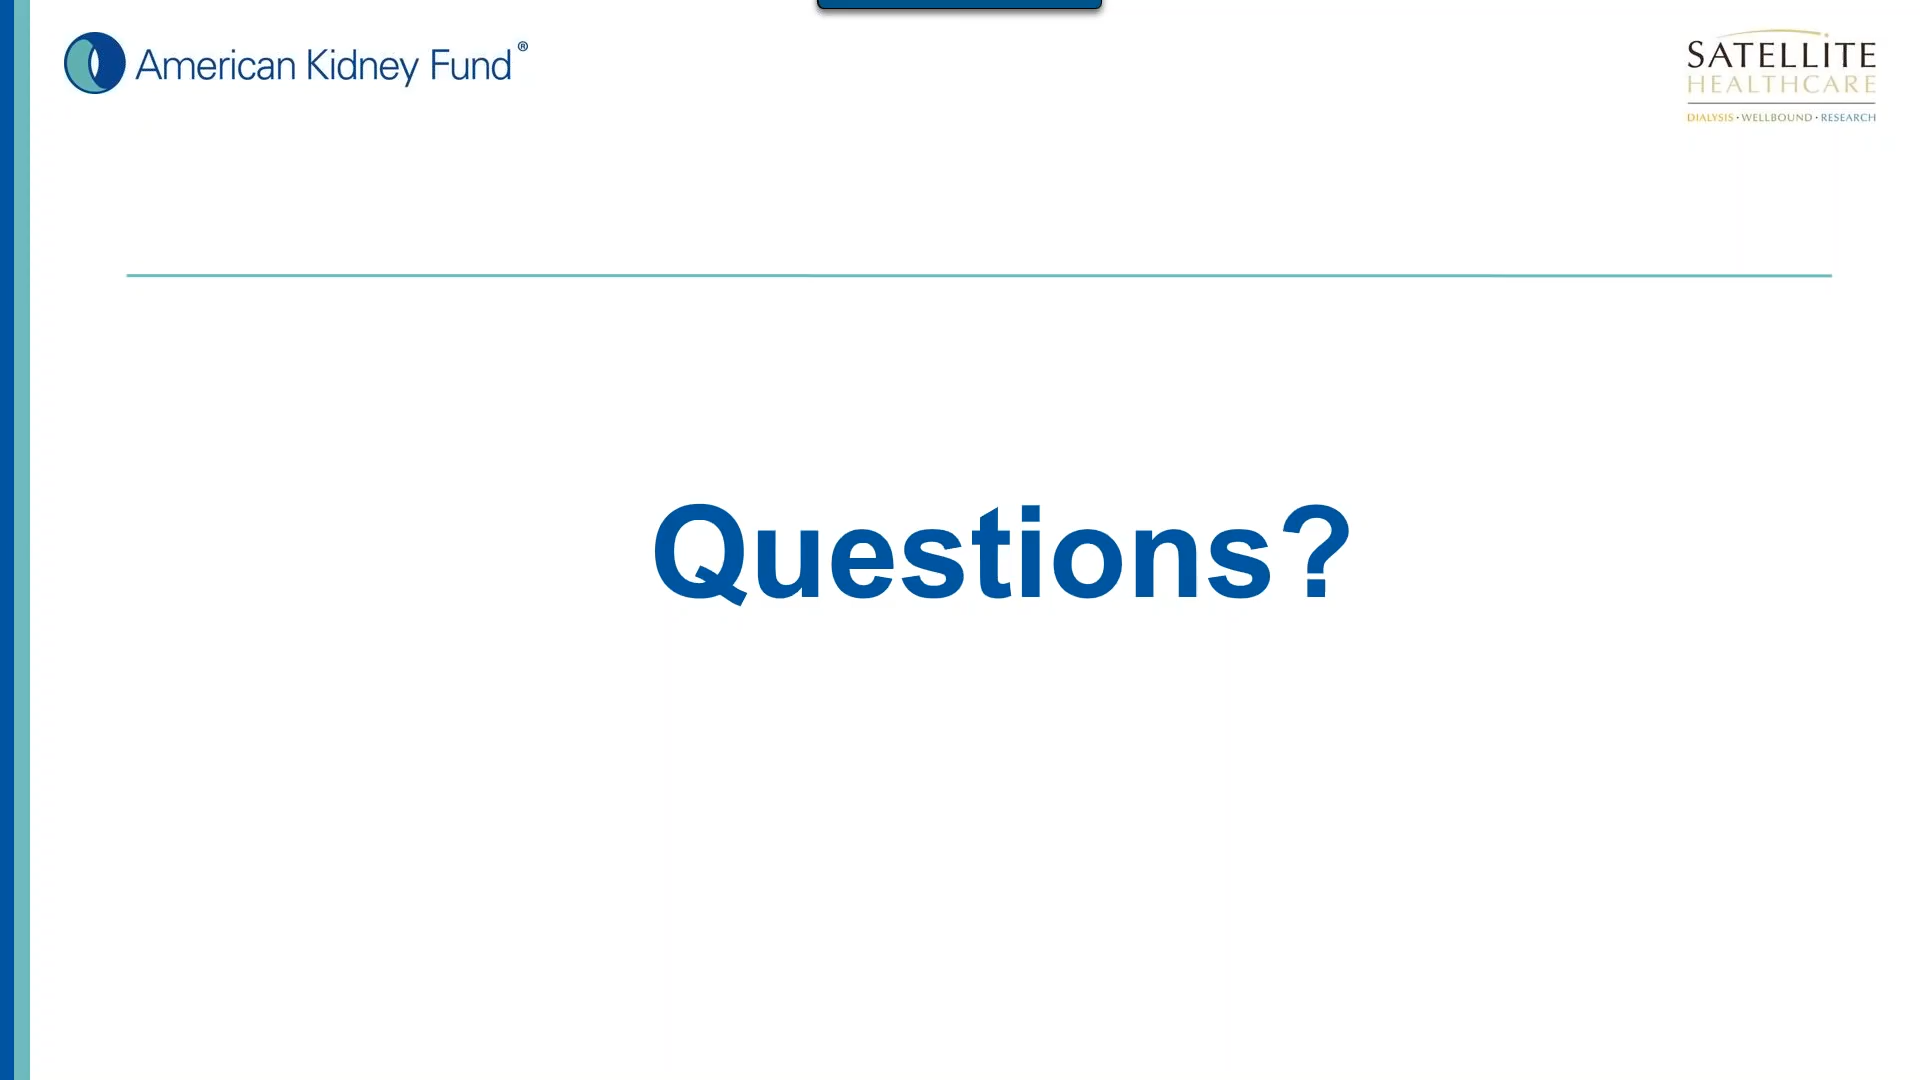 American Kidney Fund®
SATELLiTE
HEALTHCARE
DIALYSIS · WELLBOUND · RESEARCH
Questions?